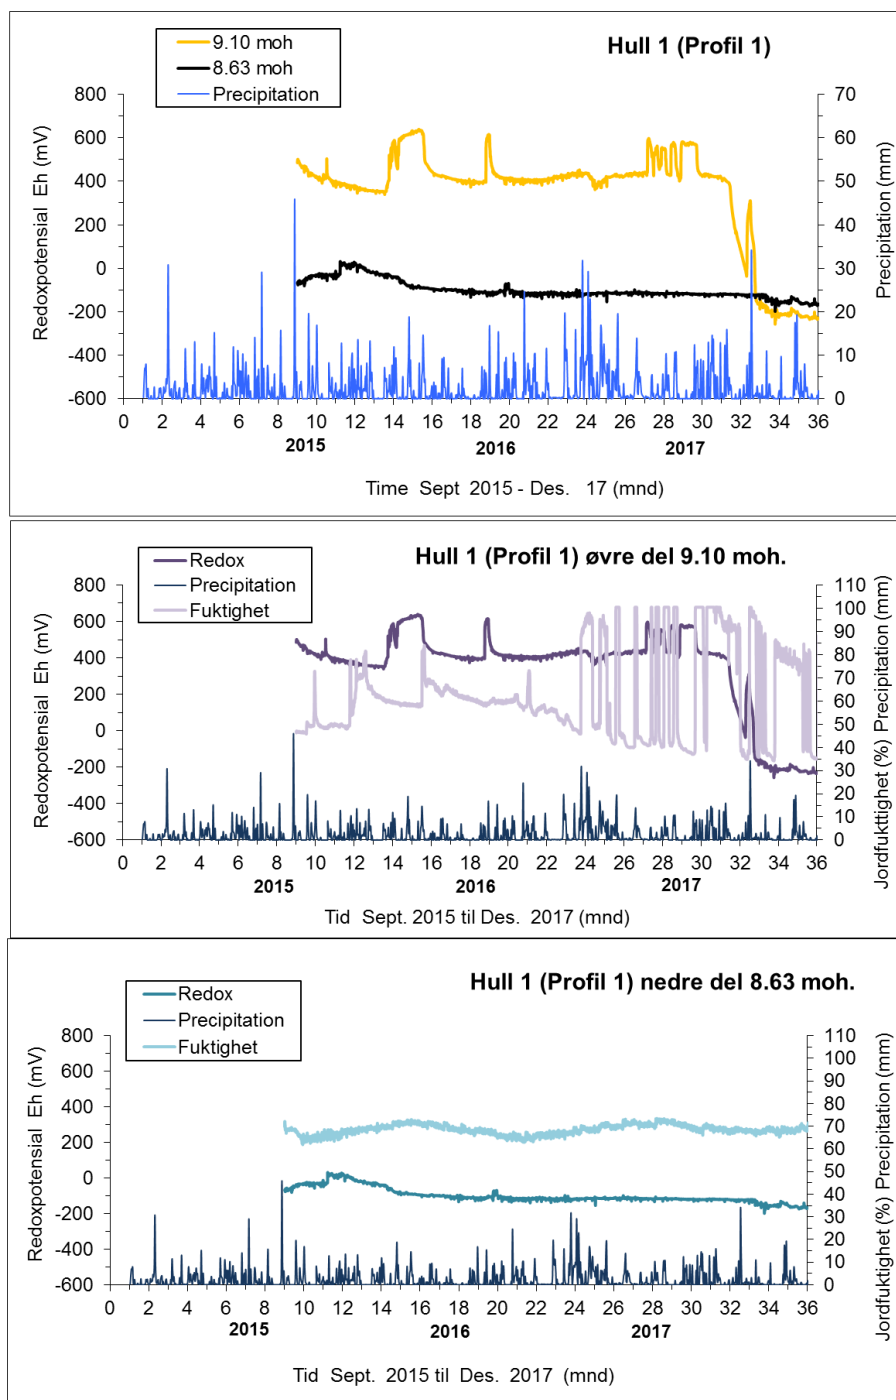 9.10 moh
8.63 moh
Precipitation
Hull 1 (Profil 1)
Redoxpotensial Eh (mV)
800
600
400
200
0
-200
-400
-600
70
60
50
40
30
20
10
0
Precipitation (mm)
0 2 4 6 8 10 12 14 16 18 20 22 24 26 28 30 32 34 36
2015 2016 2017
Time Sept 2015 - Des. 17 (mnd)
Redox
Precipitation
Fuktighet
Hull 1 (Profil 1) øvre del 9.10 moh.
Redoxpotensial Eh (mV)
800
600
400
200
0
-200
-400
-600
110
100
90
80
70
60
50
40
30
20
10
0
Jordfukttighet (%) Precipitation (mm)
0 2 4 6 8 10 12 14 16 18 20 22 24 26 28 30 32 34 36
2015 2016 2017
Tid Sept. 2015 til Des. 2017 (mnd)
Redox
Precipitation
Fuktighet
Hull 1 (Profil 1) nedre del 8.63 moh.
Redoxpotensial Eh (mV)
800
600
400
200
0
-200
-400
-600
110
100
90
80
70
60
50
40
30
20
10
0
Jordfuktighet (%) Precipitation (mm)
0 2 4 6 8 10 12 14 16 18 20 22 24 26 28 30 32 34 36
2015 2016 2017
Tid Sept. 2015 til Des. 2017 (mnd)